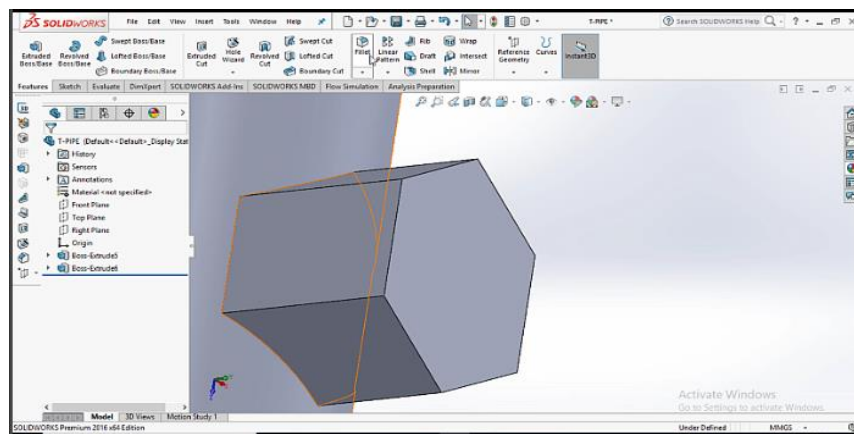 SOLIDWORKS File Edit View Insert Tools Window Help T-PIPE * Search SOLIDWORKS Help
Extruded Boss/Base
Revolved Boss/Base
Swept Boss/Base
Lofted Boss/Base
Boundary Boss/Base
Extruded Cut
Hole Wizard
Revolved Cut
Swept Cut
Lofted Cut
Boundary Cut
Fillet
Linear Pattern
Rib
Draft
Shell
Wrap
Intersect
Mirror
Reference Geometry
Curves
Instant3D
Features Sketch Evaluate DimXpert SOLIDWORKS Add-Ins SOLIDWORKS MBD Flow Simulation Analysis Preparation
T-PIPE (Default<<Default>_Display Stat
History
Sensors
Annotations
Material <not specified>
Front Plane
Top Plane
Right Plane
Origin
Boss-Extrude5
Boss-Extrude6
Activate Windows
Go to Settings to activate Windows.
Model 3D Views Motion Study 1
SOLIDWORKS Premium 2016 x64 Edition Under Defined MMGS